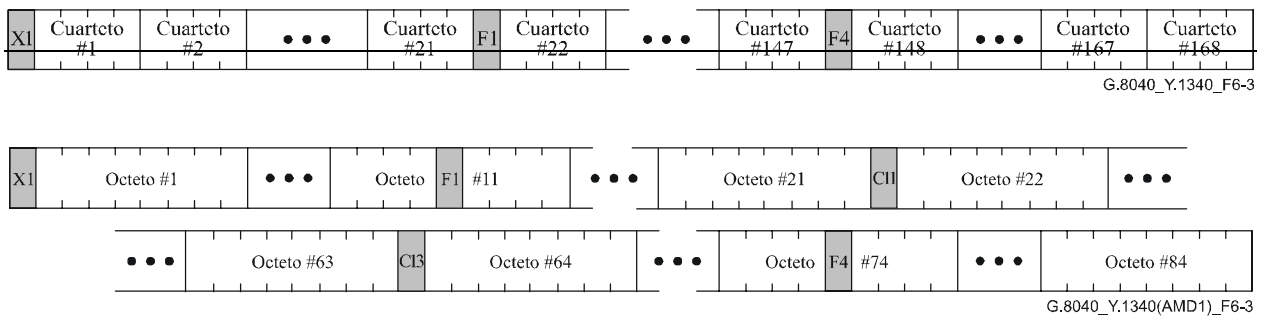 X1 Cuarteto #1 Cuarteto #2 ••• Cuarteto #21 F1 Cuarteto #22 ••• Cuarteto #147 F4 Cuarteto #148 ••• Cuarteto #167 Cuarteto #168
G.8040_Y.1340_F6-3
X1 Octeto #1 ••• Octeto F1 #11 ••• Octeto #21 C11 Octeto #22 •••
••• Octeto #63 C13 Octeto #64 ••• Octeto F4 #74 ••• Octeto #84
G.8040_Y.1340(AMD1)_F6-3